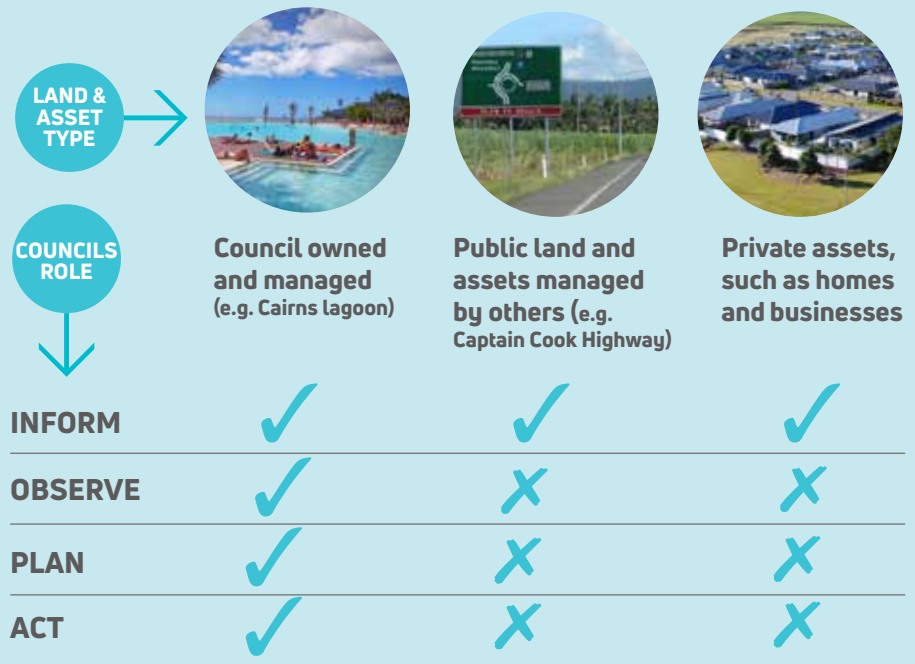 LAND &
ASSET
TYPE
COUNCILS
ROLE
Council owned
and managed
(e.g. Cairns lagoon)
Public land and
assets managed
by others (e.g.
Captain Cook Highway)
Private assets,
such as homes
and businesses
INFORM
OBSERVE
PLAN
ACT